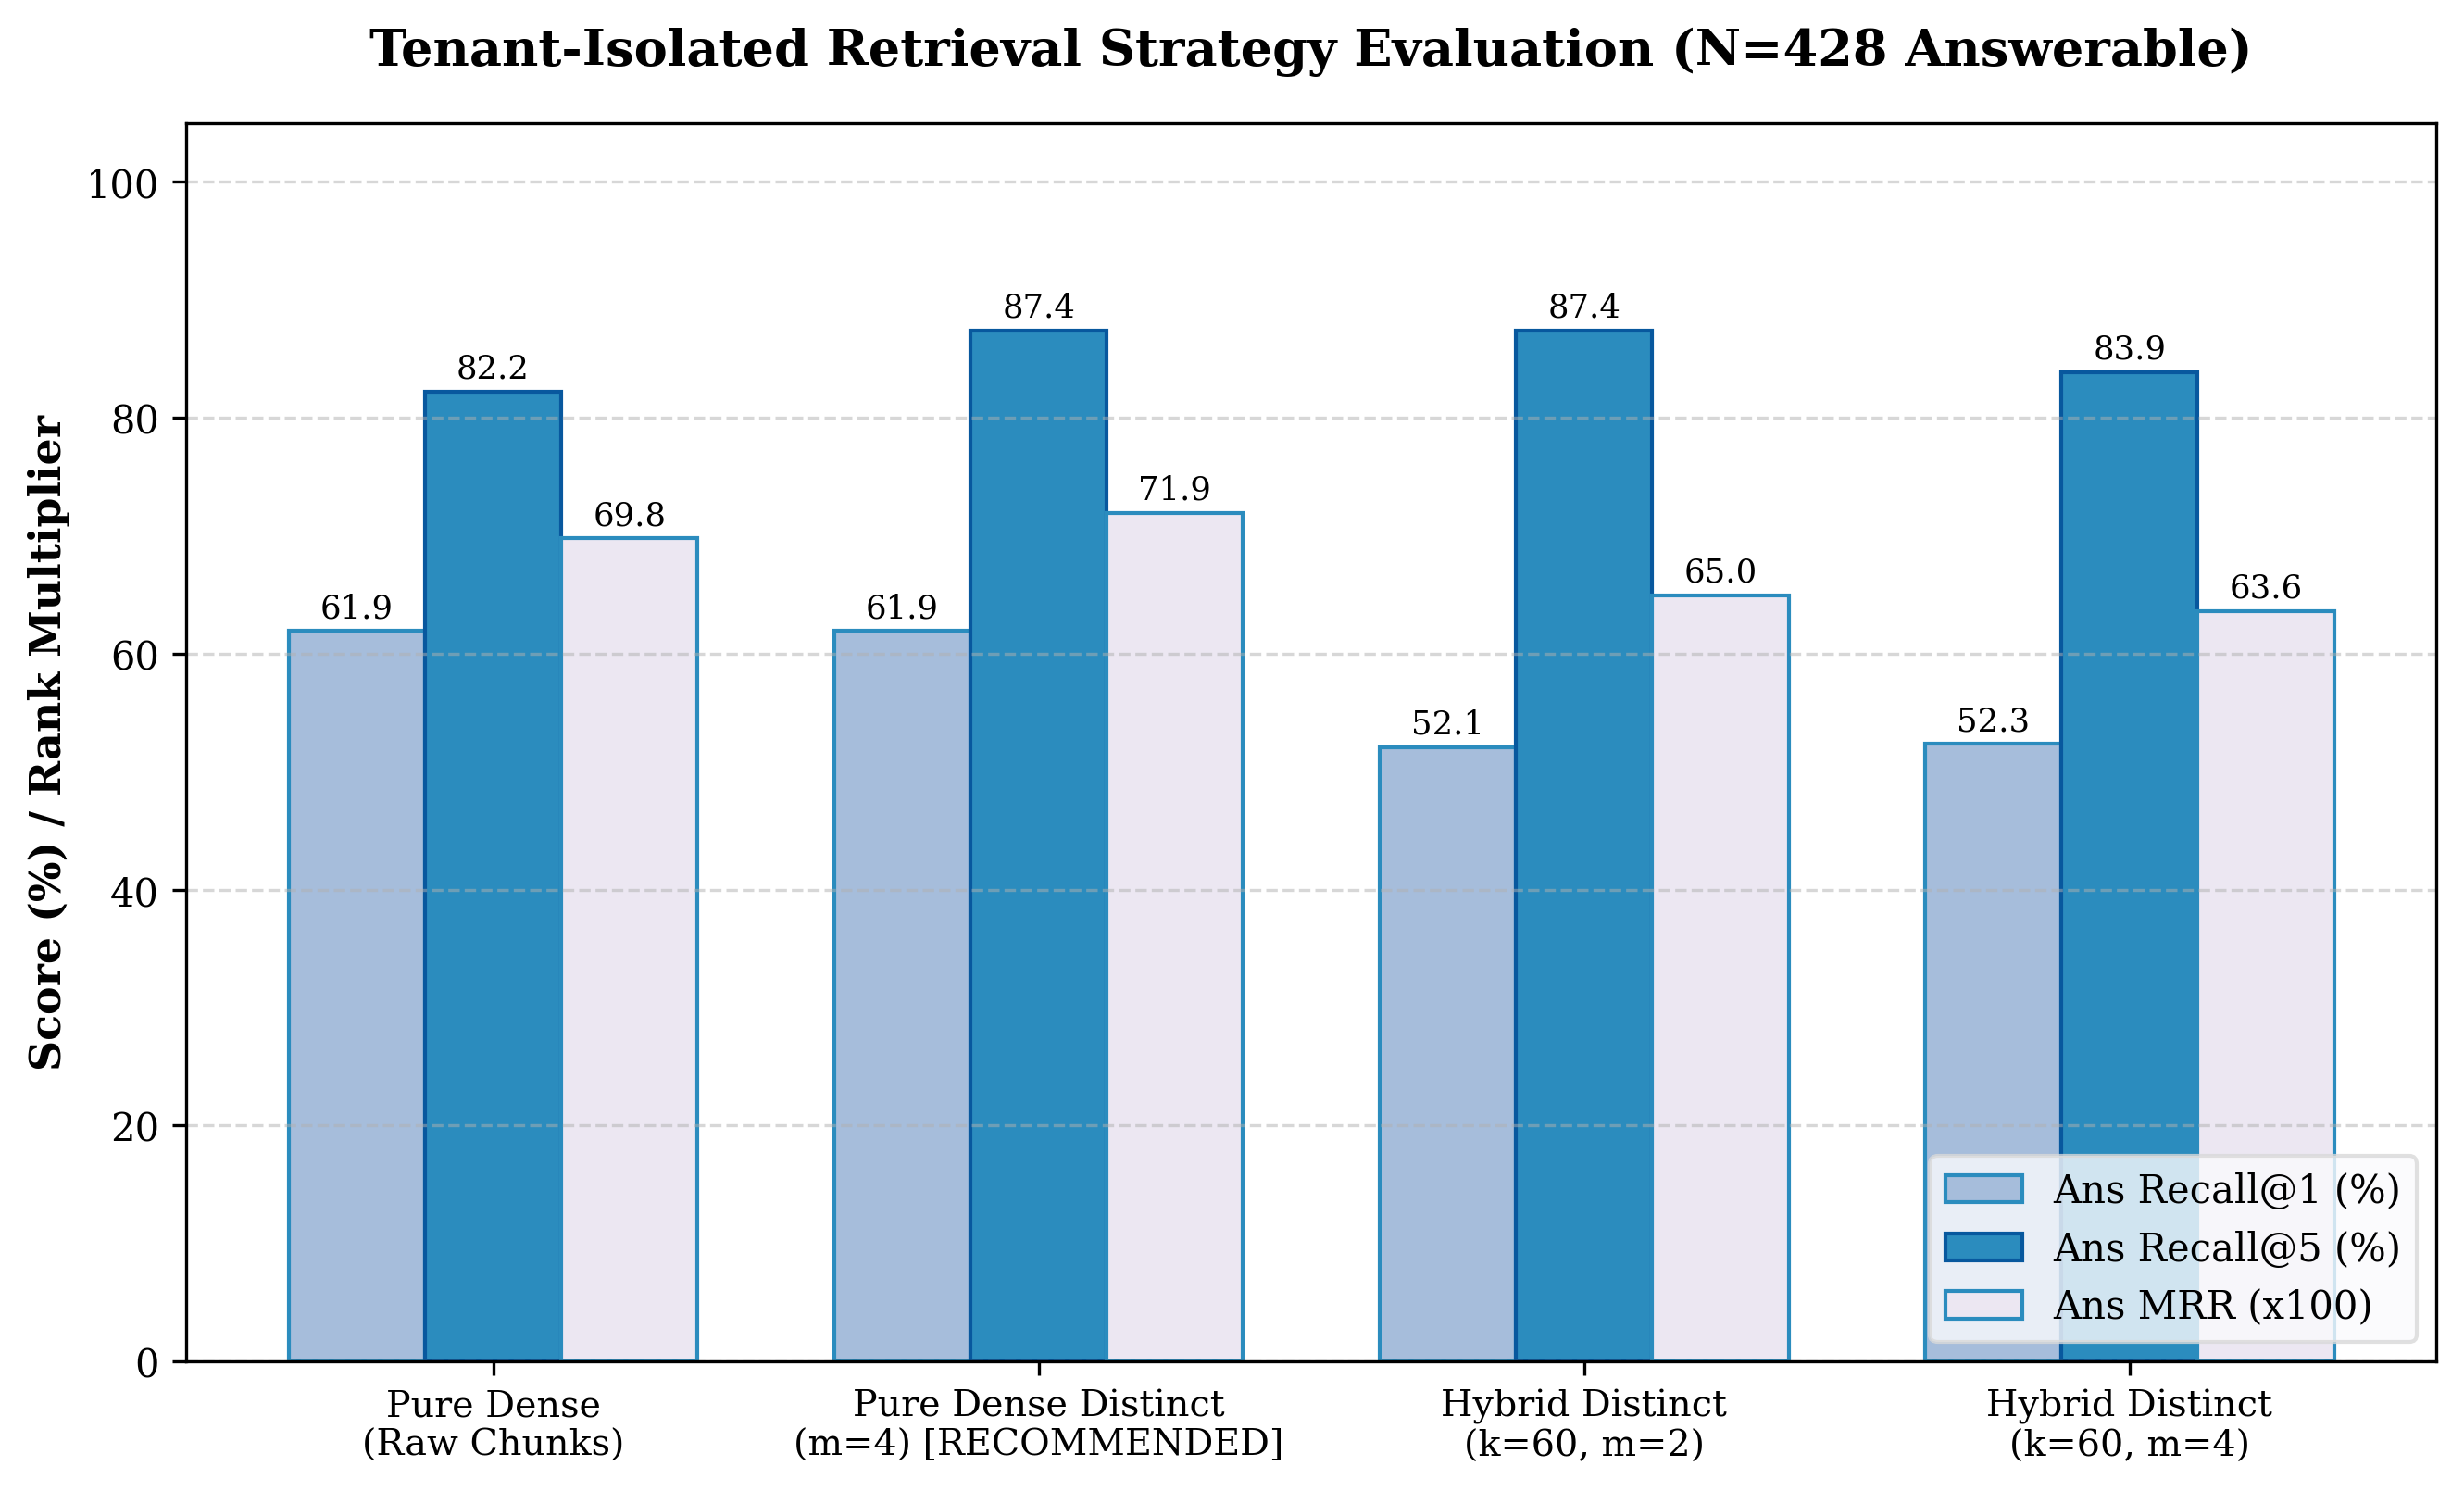 Tenant-Isolated Retrieval Strategy Evaluation (N=428 Answerable)
Score (%) / Rank Multiplier
100
80
60
40
20
0
61.9
82.2
69.8
61.9
87.4
71.9
52.1
87.4
65.0
52.3
83.9
63.6
Pure Dense
(Raw Chunks)
Pure Dense Distinct
(m=4) [RECOMMENDED]
Hybrid Distinct
(k=60, m=2)
Hybrid Distinct
(k=60, m=4)
Ans Recall@1 (%)
Ans Recall@5 (%)
Ans MRR (x100)